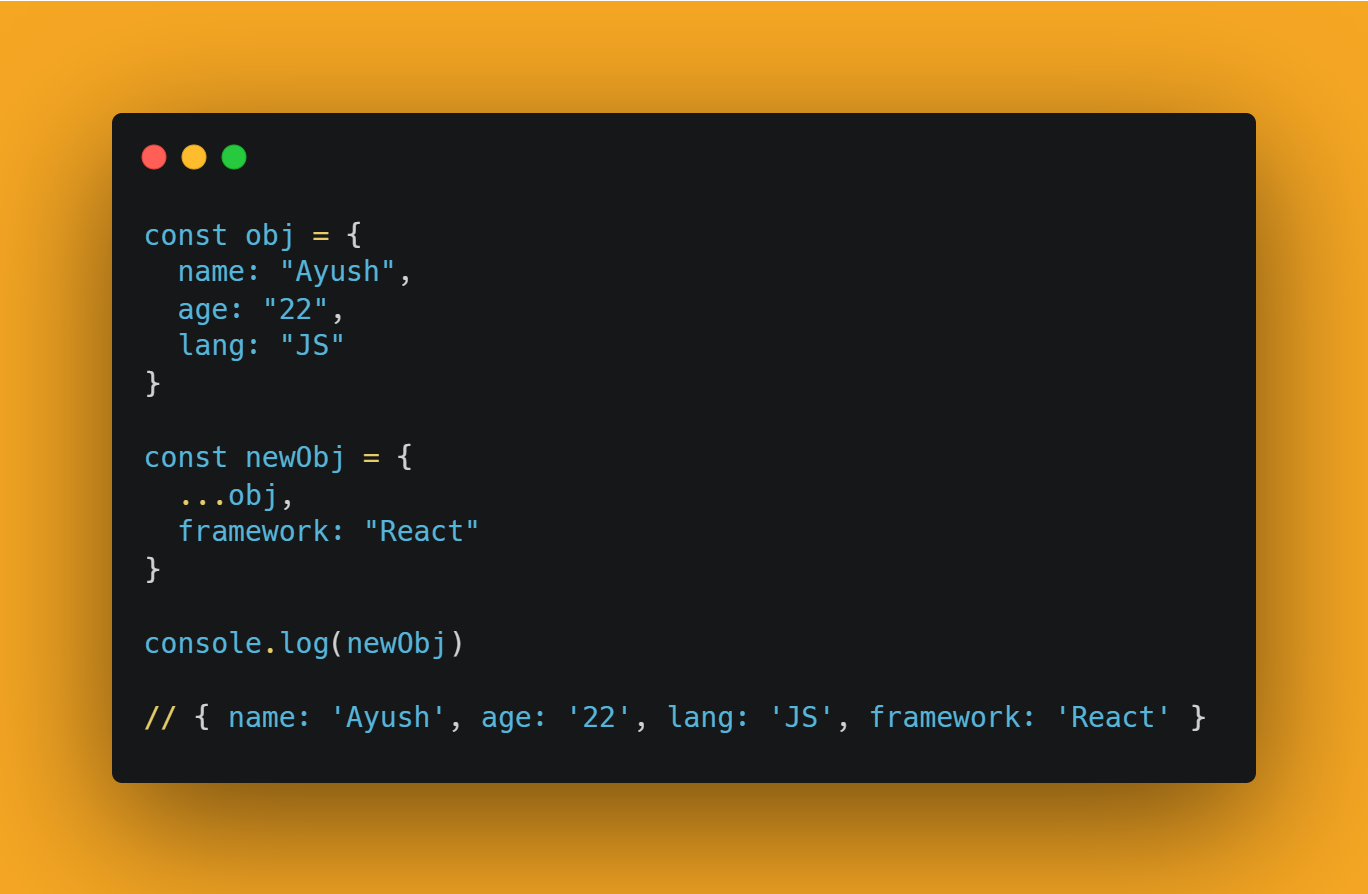 const obj = {
  name: "Ayush",
  age: "22",
  lang: "JS"
}
const newObj = {
  ...obj,
  framework: "React"
}
console.log(newObj)
// { name: 'Ayush', age: '22', lang: 'JS', framework: 'React' }